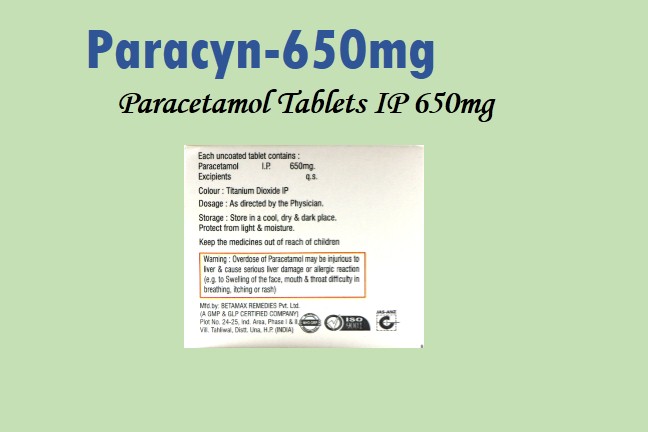 Paracyn-650mg
Paracetamol Tablets IP 650mg
Each uncoated tablet contains :
Paracetamol I.P. 650mg.
Excipients q.s.
Colour : Titanium Dioxide IP
Dosage : As directed by the Physician.
Storage : Store in a cool, dry & dark place.
Protect from light & moisture.
Keep the medicines out of reach of children
Warning : Overdose of Paracetamol may be injurious to
liver & cause serious liver damage or allergic reaction
(e.g. to Swelling of the face, mouth & throat difficulty in
breathing, itching or rash)
Mfd.by: BETAMAX REMEDIES Pvt. Ltd.
(A GMP & GLP CERTIFIED COMPANY)
Plot No. 24-25, Ind. Area, Phase I & II,
Vill. Tahliwal, Distt. Una, H.P. (INDIA)
ISO
9001
JAS-ANZ